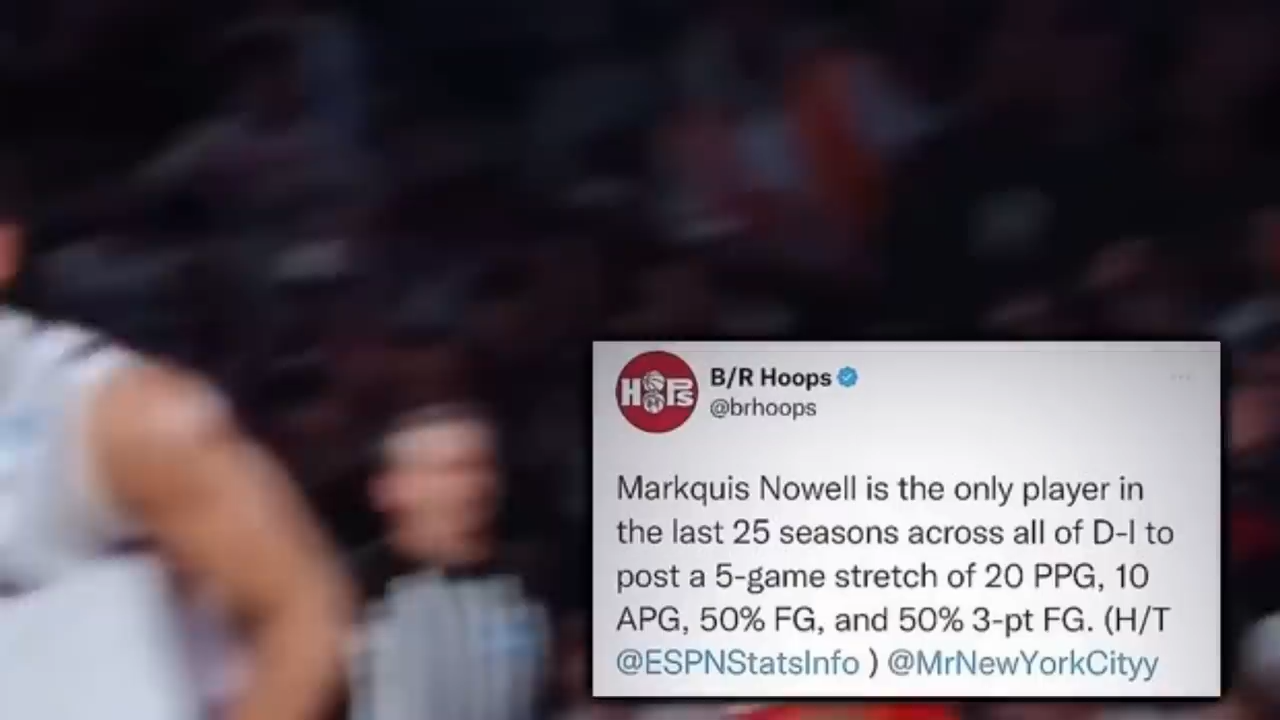 HOPS
B/R Hoops
@brhoops
Markquis Nowell is the only player in
the last 25 seasons across all of D-I to
post a 5-game stretch of 20 PPG, 10
APG, 50% FG, and 50% 3-pt FG. (H/T
@ESPNStatsInfo ) @MrNewYorkCityy